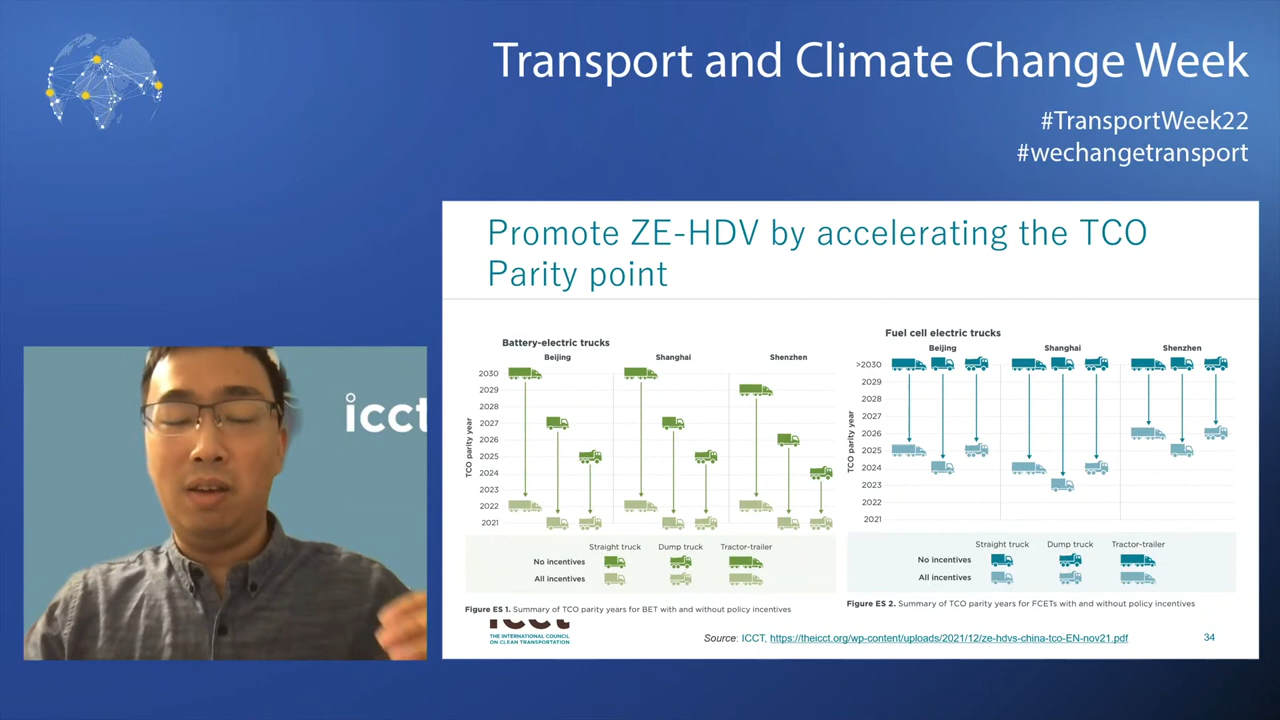 Transport and Climate Change Week
#TransportWeek22
#wechangetransport
icct
Promote ZE-HDV by accelerating the TCO
Parity point
Battery-electric trucks
Beijing Shanghai Shenzhen
TCO parity year
2030
2029
2028
2027
2026
2025
2024
2023
2022
2021
Straight truck Dump truck Tractor-trailer
No incentives
All incentives
Figure ES 1. Summary of TCO parity years for BET with and without policy incentives
Fuel cell electric trucks
Beijing Shanghai Shenzhen
TCO parity year
>2030
2029
2028
2027
2026
2025
2024
2023
2022
2021
Straight truck Dump truck Tractor-trailer
No incentives
All incentives
Figure ES 2. Summary of TCO parity years for FCETs with and without policy incentives
icct
THE INTERNATIONAL COUNCIL
ON CLEAN TRANSPORTATION
Source: ICCT, https://theicct.org/wp-content/uploads/2021/12/ze-hdvs-china-tco-EN-nov21.pdf
34